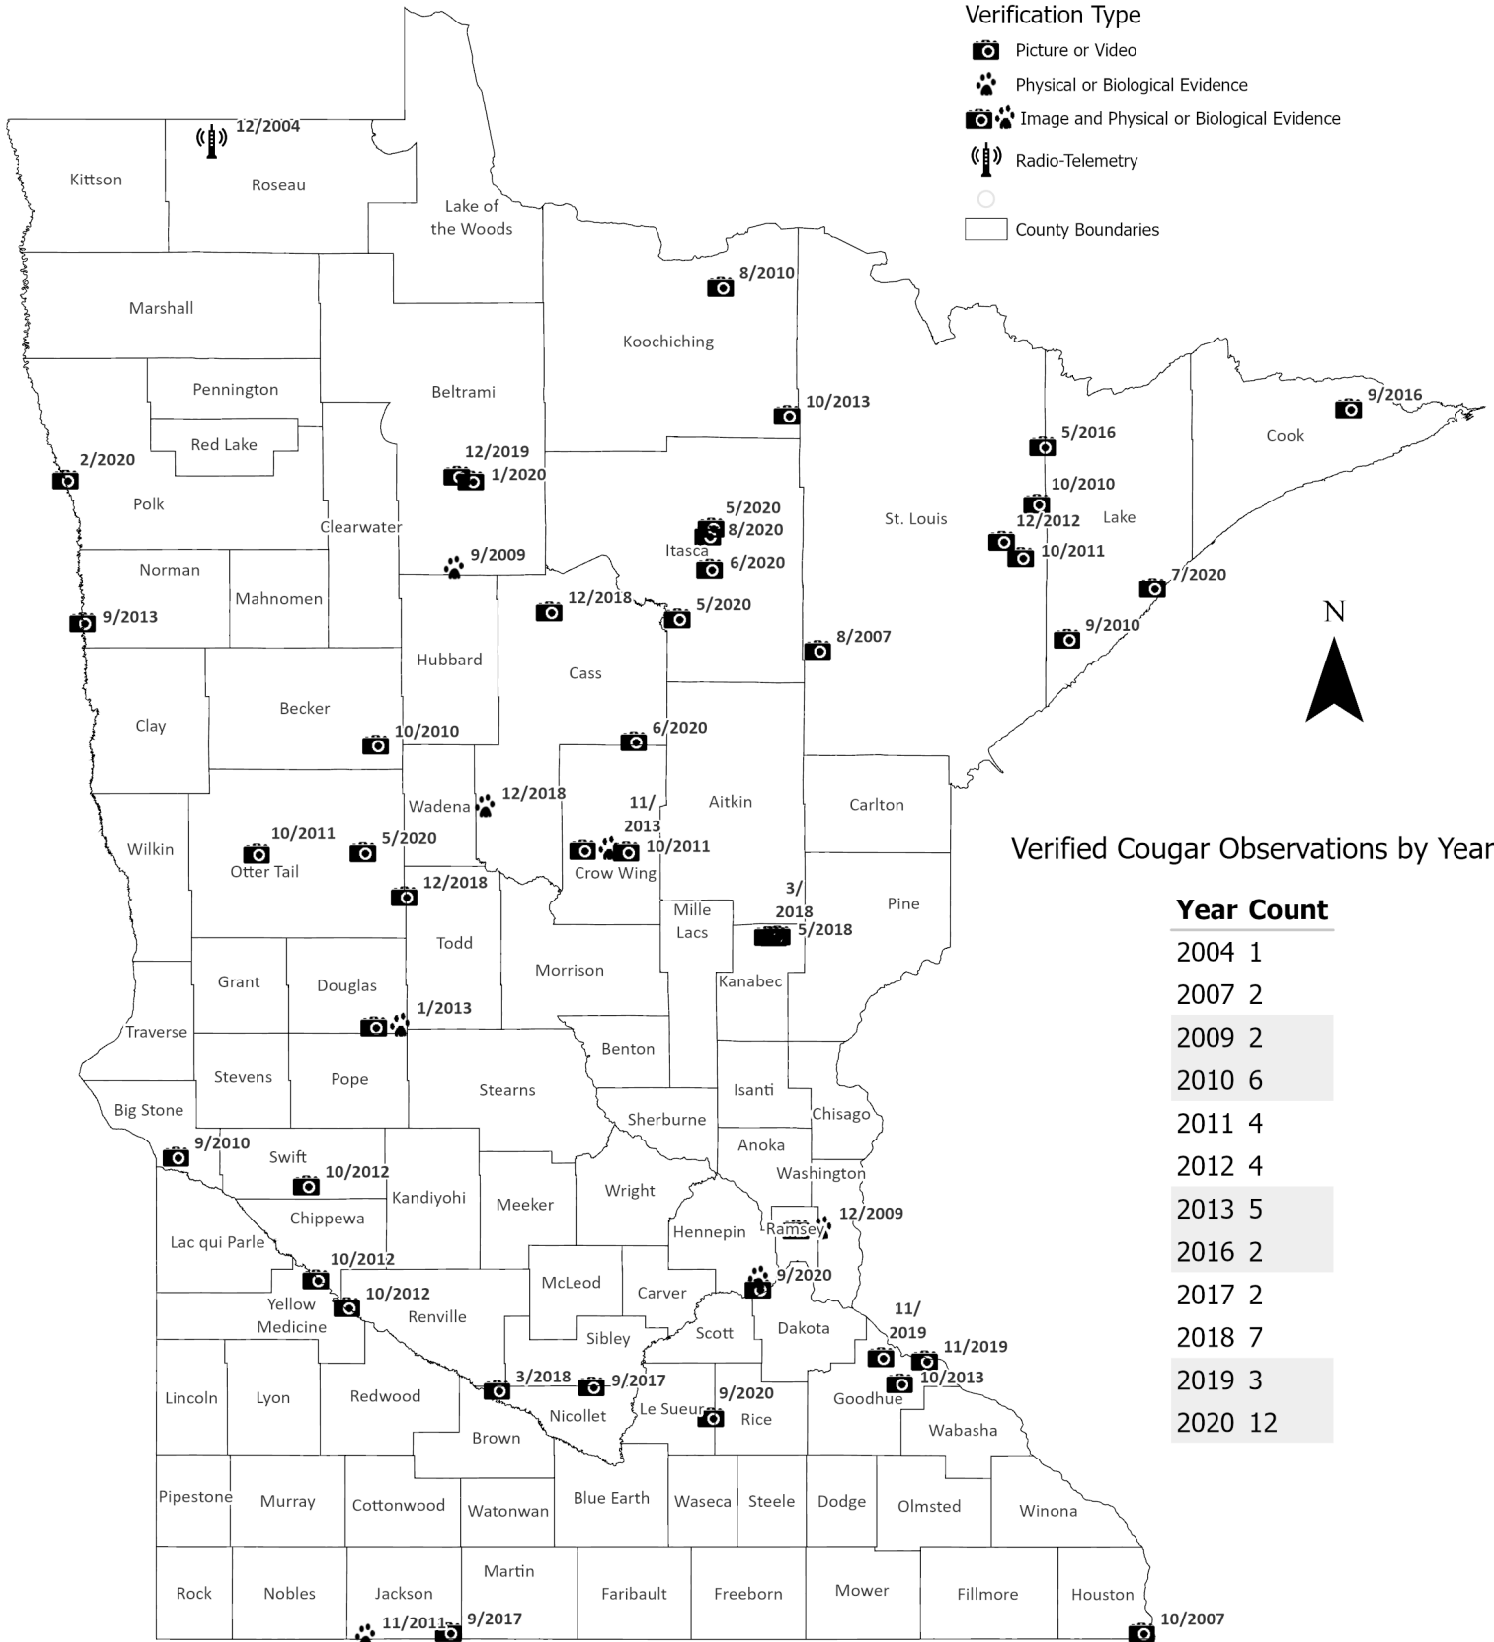 Verification Type
Picture or Video
Physical or Biological Evidence
Image and Physical or Biological Evidence
Radio-Telemetry
County Boundaries
12/2004
Kittson
Roseau
Lake of
the Woods
8/2010
Marshall
Koochiching
Pennington
Beltrami
10/2013
9/2016
Red Lake
5/2016
Cook
2/2020
12/2019
1/2020
10/2010
Polk
5/2020
Clearwater
8/2020
St. Louis
12/2012
Lake
Itasca
9/2009
10/2011
Norman
6/2020
7/2020
Mahnomen
12/2018
5/2020
N
9/2013
9/2010
8/2007
Hubbard
Cass
Becker
Clay
10/2010
6/2020
Wadena
12/2018
11/
2013
Aitkin
Carlton
10/2011
5/2020
10/2011
Wilkin
Otter Tail
Crow Wing
12/2018
3/
2018
5/2018
Mille
Lacs
Pine
Todd
Morrison
Grant
Douglas
Kanabec
1/2013
Traverse
Benton
Stevens
Pope
Stearns
Isanti
Big Stone
Sherburne
Chisago
9/2010
Swift
Anoka
10/2012
Washington
Kandiyohi
Wright
Meeker
Chippewa
12/2009
Lac qui Parle
Hennepin
Ramsey
10/2012
9/2020
McLeod
Carver
10/2012
Yellow
Medicine
Renville
11/
2019
Sibley
Scott
Dakota
11/2019
3/2018
9/2017
10/2013
Lincoln
Lyon
Redwood
9/2020
Goodhue
Nicollet
Le Sueur
Rice
Brown
Wabasha
Pipestone
Murray
Cottonwood
Watonwan
Blue Earth
Waseca
Steele
Dodge
Olmsted
Winona
Rock
Nobles
Jackson
Martin
Faribault
Freeborn
Mower
Fillmore
Houston
11/2011
9/2017
10/2007
Verified Cougar Observations by Year
Year Count
2004 1
2007 2
2009 2
2010 6
2011 4
2012 4
2013 5
2016 2
2017 2
2018 7
2019 3
2020 12